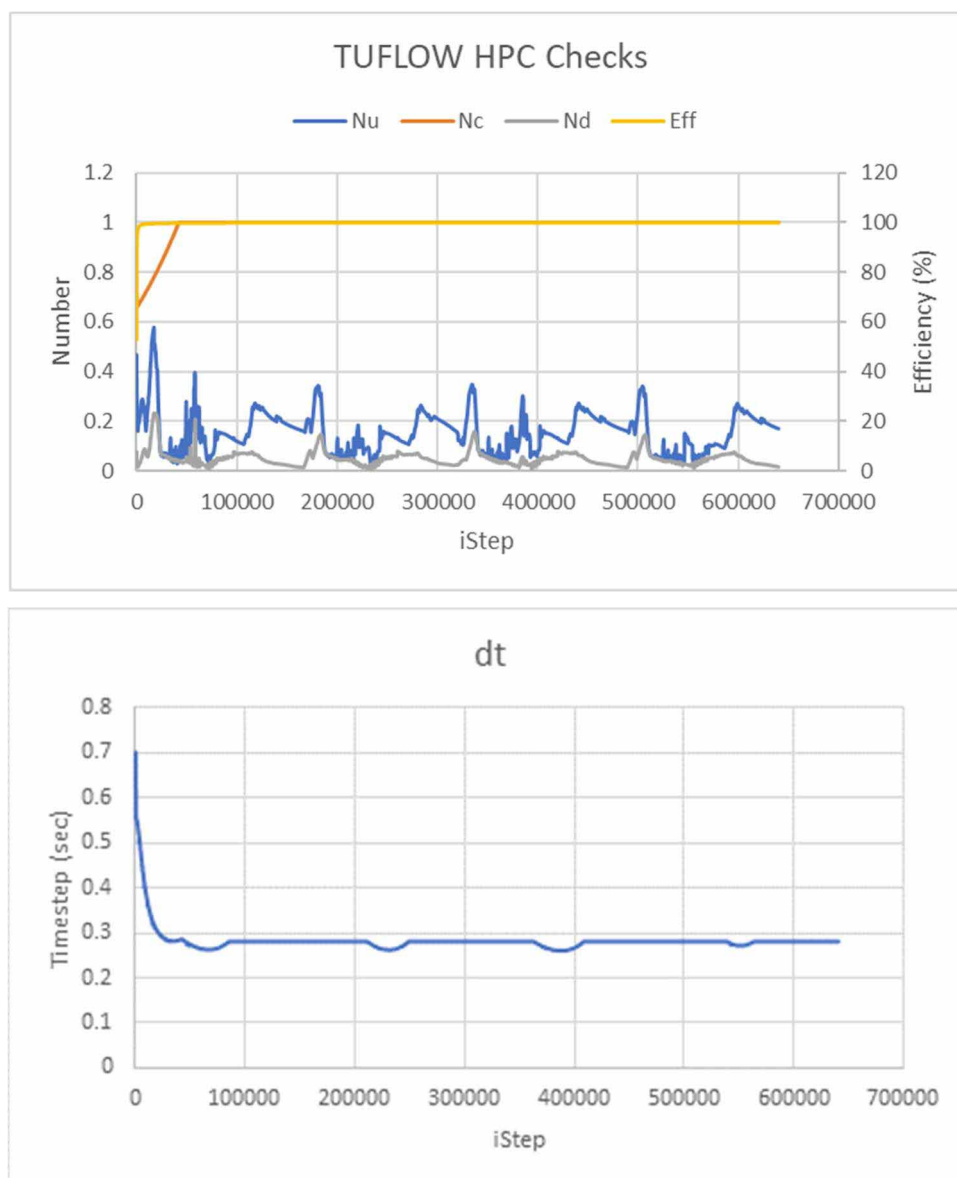 TUFLOW HPC Checks
Nu Nc Nd Eff
1.2 120
1 100
0.8 80
0.6 60
0.4 40
0.2 20
0 0
Number
Efficiency (%)
0 100000 200000 300000 400000 500000 600000 700000
iStep
dt
0.8
0.7
0.6
0.5
0.4
0.3
0.2
0.1
0
Timestep (sec)
0 100000 200000 300000 400000 500000 600000 700000
iStep